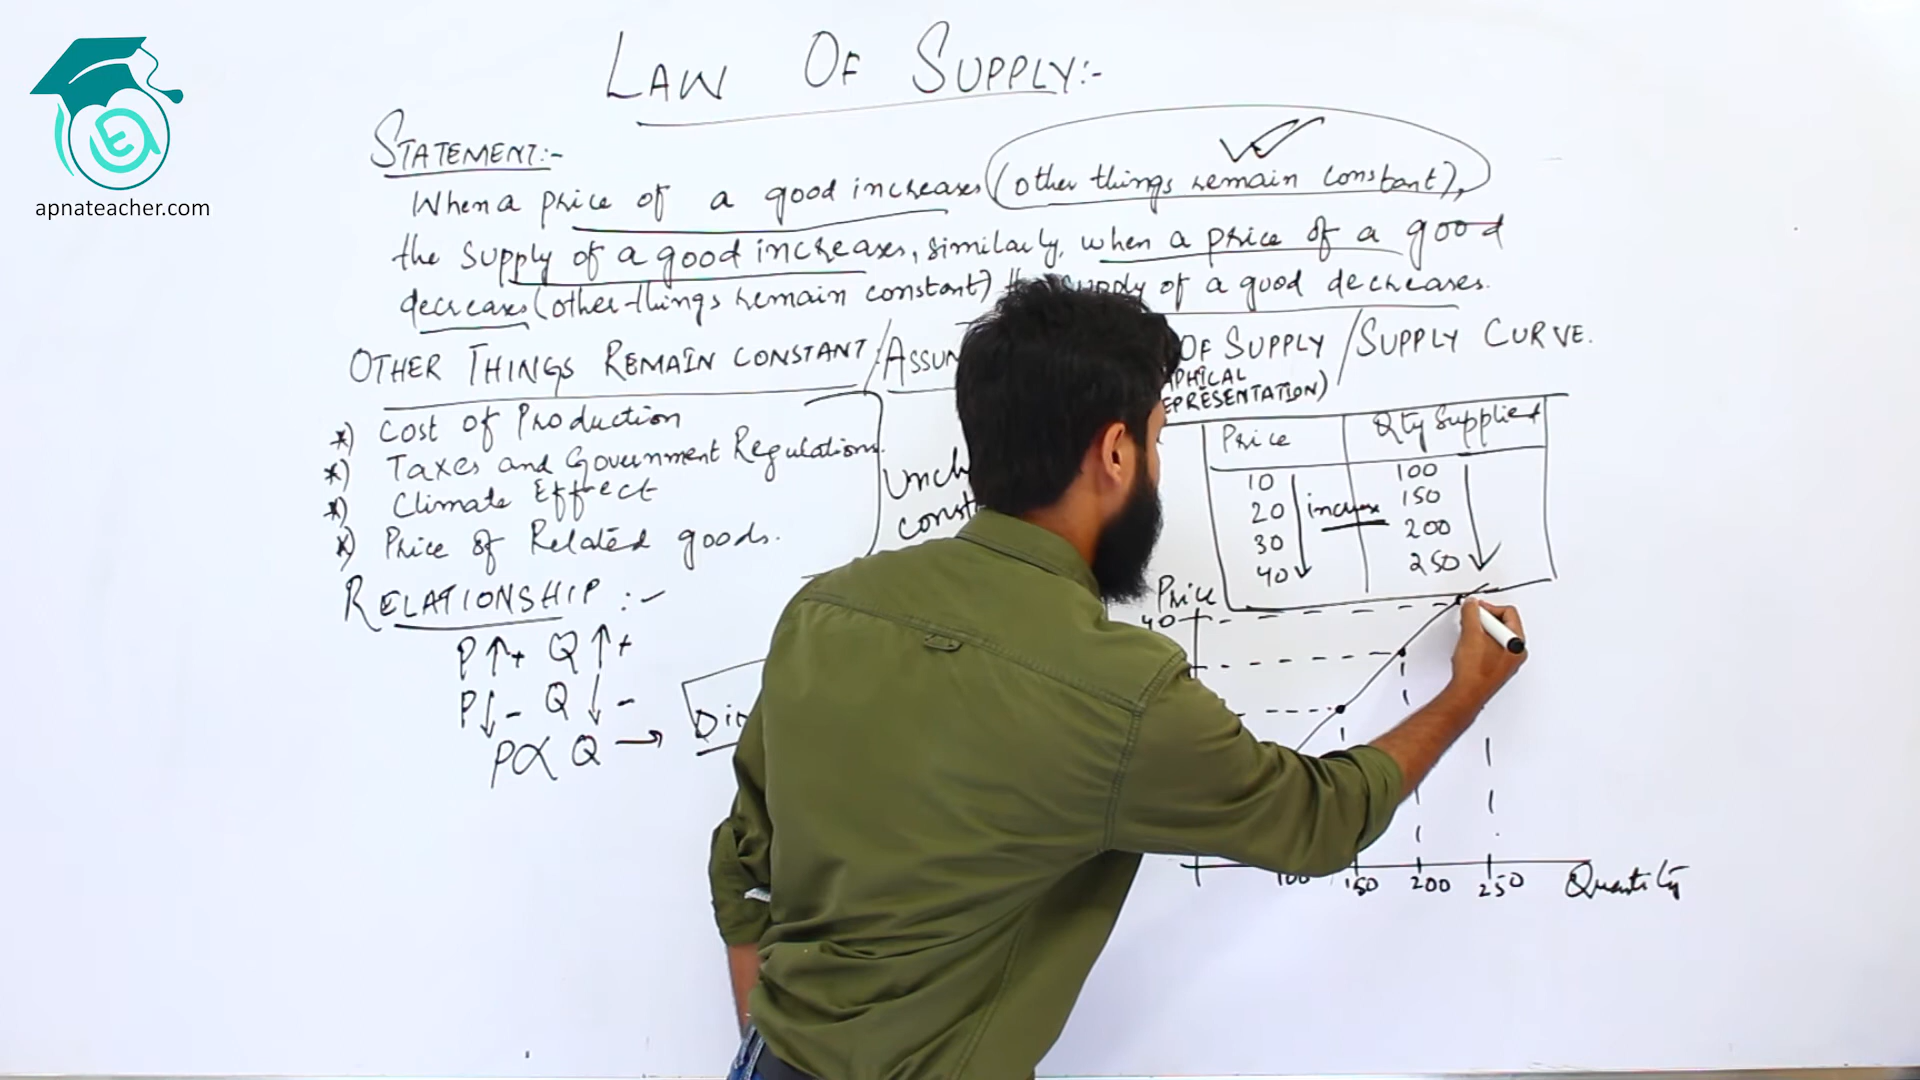 apnateacher.com
LAW OF SUPPLY:-
STATEMENT:-
When a price of a good increases (other things remain constant),
the supply of a good increases, similarly, when a price of a good
decreases (other things remain constant) supply of a good decreases.
OTHER THINGS REMAIN CONSTANT /
*) Cost of Production
*) Taxes and Government Regulations.
*) Climate Effect
*) Price of Related goods.
OF SUPPLY / SUPPLY CURVE.
Price Qty Supplied
10 100
20 increase 150
30 200
40 250
RELATIONSHIP :-
P↑+ Q↑+
P↓- Q↓-
P∝Q →
Price
40
150 200 250 Quantity